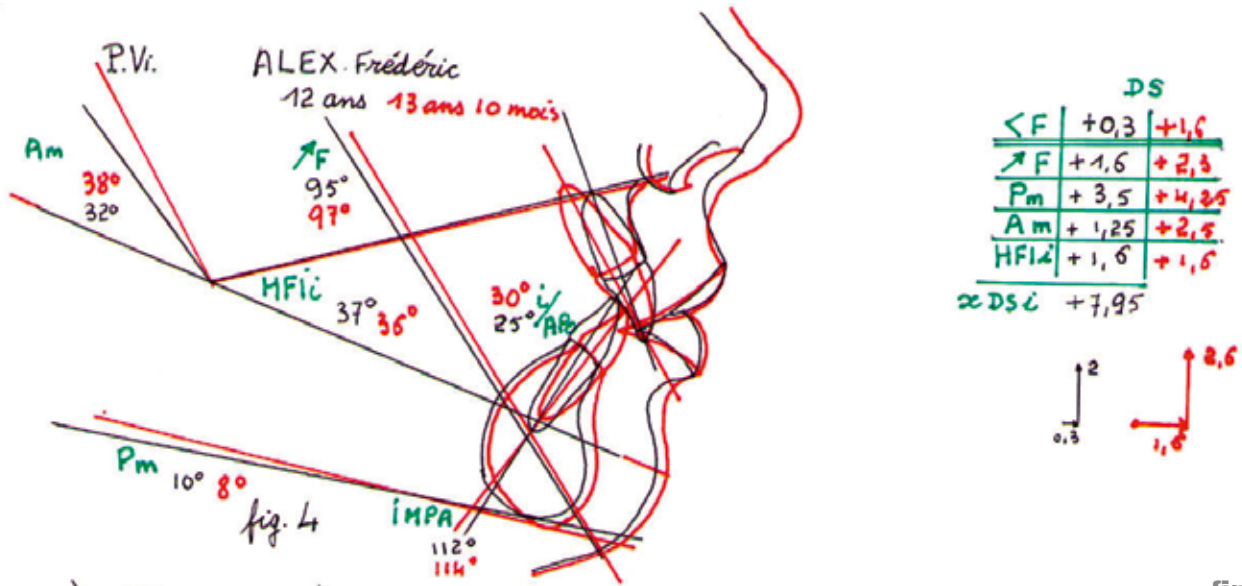 P.Vi.
ALEX. Frédéric
12 ans 13 ans 10 mois
Am
38°
32°
↗F
95°
97°
HFIi
37° 36°
30° i/APo
25°
Pm
10° 8°
fig. 4
iMPA
112°
114°
DS
<F +0,3 +1,6
↗F +1,6 +2,3
Pm +3,5 +4,25
Am +1,25 +2,5
HFIi +1,6 +1,6
xDSi +7,95
2
0,3
2,6
1,6